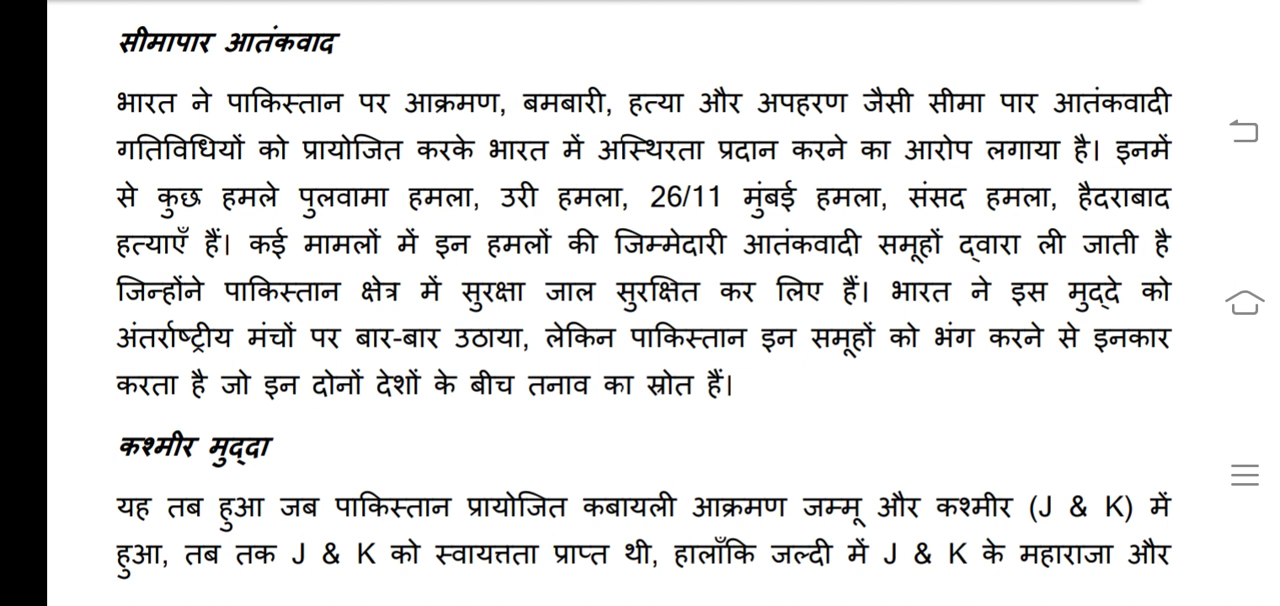 सीमापार आतंकवाद
भारत ने पाकिस्तान पर आक्रमण, बमबारी, हत्या और अपहरण जैसी सीमा पार आतंकवादी
गतिविधियों को प्रायोजित करके भारत में अस्थिरता प्रदान करने का आरोप लगाया है। इनमें
से कुछ हमले पुलवामा हमला, उरी हमला, 26/11 मुंबई हमला, संसद हमला, हैदराबाद
हत्याएँ हैं। कई मामलों में इन हमलों की जिम्मेदारी आतंकवादी समूहों द्वारा ली जाती है
जिन्होंने पाकिस्तान क्षेत्र में सुरक्षा जाल सुरक्षित कर लिए हैं। भारत ने इस मुद्दे को
अंतर्राष्ट्रीय मंचों पर बार-बार उठाया, लेकिन पाकिस्तान इन समूहों को भंग करने से इनकार
करता है जो इन दोनों देशों के बीच तनाव का स्रोत हैं।
कश्मीर मुद्दा
यह तब हुआ जब पाकिस्तान प्रायोजित कबायली आक्रमण जम्मू और कश्मीर (J & K) में
हुआ, तब तक J & K को स्वायत्तता प्राप्त थी, हालाँकि जल्दी में J & K के महाराजा और